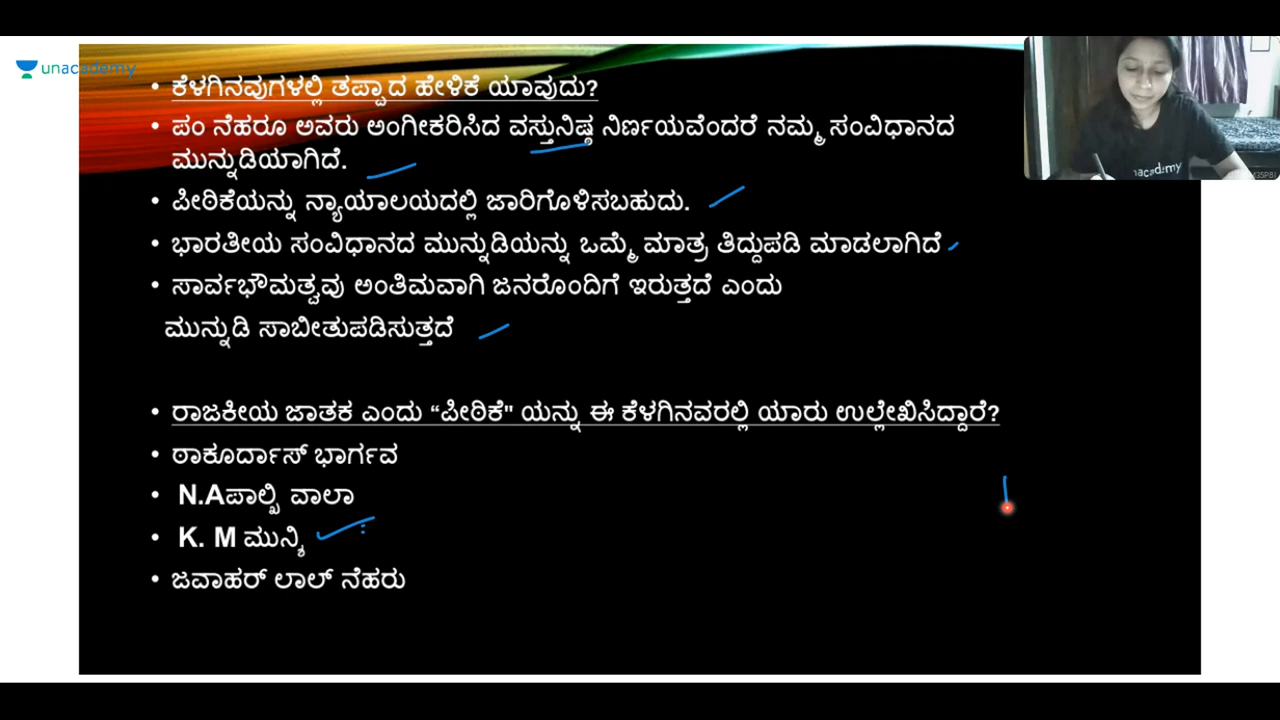 unacademy
• ಕೆಳಗಿನವುಗಳಲ್ಲಿ ತಪ್ಪಾದ ಹೇಳಿಕೆ ಯಾವುದು?
• ಪಂ ನೆಹರೂ ಅವರು ಅಂಗೀಕರಿಸಿದ ವಸ್ತುನಿಷ್ಠ ನಿರ್ಣಯವೆಂದರೆ ನಮ್ಮ ಸಂವಿಧಾನದ
ಮುನ್ನುಡಿಯಾಗಿದೆ.
• ಪೀಠಿಕೆಯನ್ನು ನ್ಯಾಯಾಲಯದಲ್ಲಿ ಜಾರಿಗೊಳಿಸಬಹುದು.
• ಭಾರತೀಯ ಸಂವಿಧಾನದ ಮುನ್ನುಡಿಯನ್ನು ಒಮ್ಮೆ ಮಾತ್ರ ತಿದ್ದುಪಡಿ ಮಾಡಲಾಗಿದೆ
• ಸಾರ್ವಭೌಮತ್ವವು ಅಂತಿಮವಾಗಿ ಜನರೊಂದಿಗೆ ಇರುತ್ತದೆ ಎಂದು
ಮುನ್ನುಡಿ ಸಾಬೀತುಪಡಿಸುತ್ತದೆ
• ರಾಜಕೀಯ ಜಾತಕ ಎಂದು “ಪೀಠಿಕೆ" ಯನ್ನು ಈ ಕೆಳಗಿನವರಲ್ಲಿ ಯಾರು ಉಲ್ಲೇಖಿಸಿದ್ದಾರೆ?
• ಠಾಕೂರ್ದಾಸ್ ಭಾರ್ಗವ
• N.Aಪಾಲ್ಖಿ ವಾಲಾ
• K. M ಮುನ್ಶಿ
• ಜವಾಹರ್ ಲಾಲ್ ನೆಹರು
unacademy